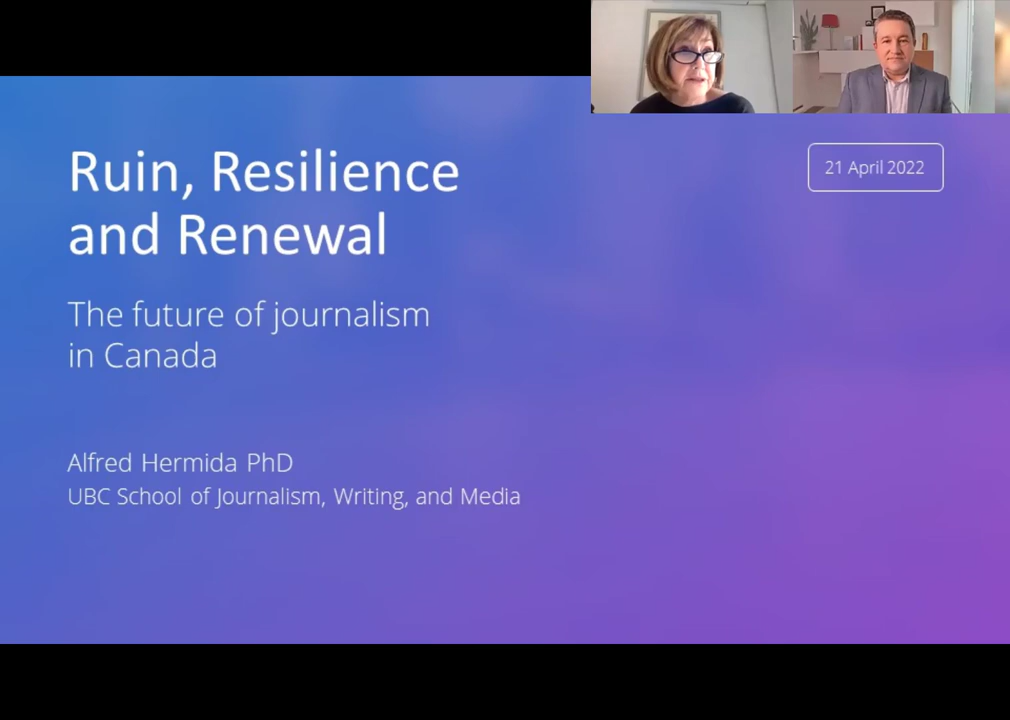 Ruin, Resilience
and Renewal
21 April 2022
The future of journalism
in Canada
Alfred Hermida PhD
UBC School of Journalism, Writing, and Media